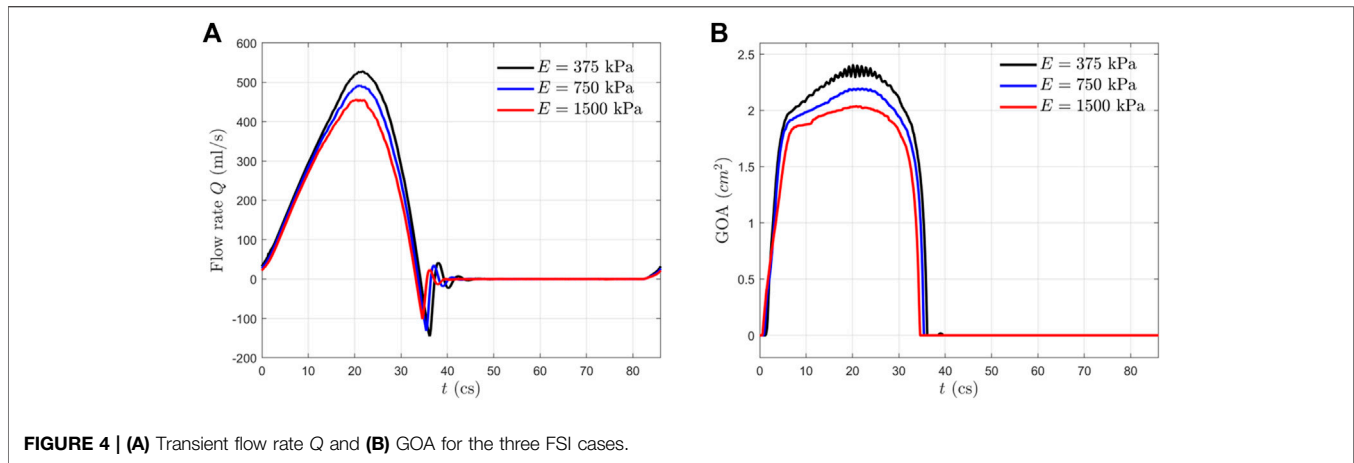 A
B
600
500
400
300
200
100
0
-100
-200
Flow rate Q (ml/s)
E = 375 kPa
E = 750 kPa
E = 1500 kPa
0 10 20 30 40 50 60 70 80
t (cs)
2.5
2
1.5
1
0.5
0
GOA (cm²)
E = 375 kPa
E = 750 kPa
E = 1500 kPa
0 10 20 30 40 50 60 70 80
t (cs)
FIGURE 4 | (A) Transient flow rate Q and (B) GOA for the three FSI cases.